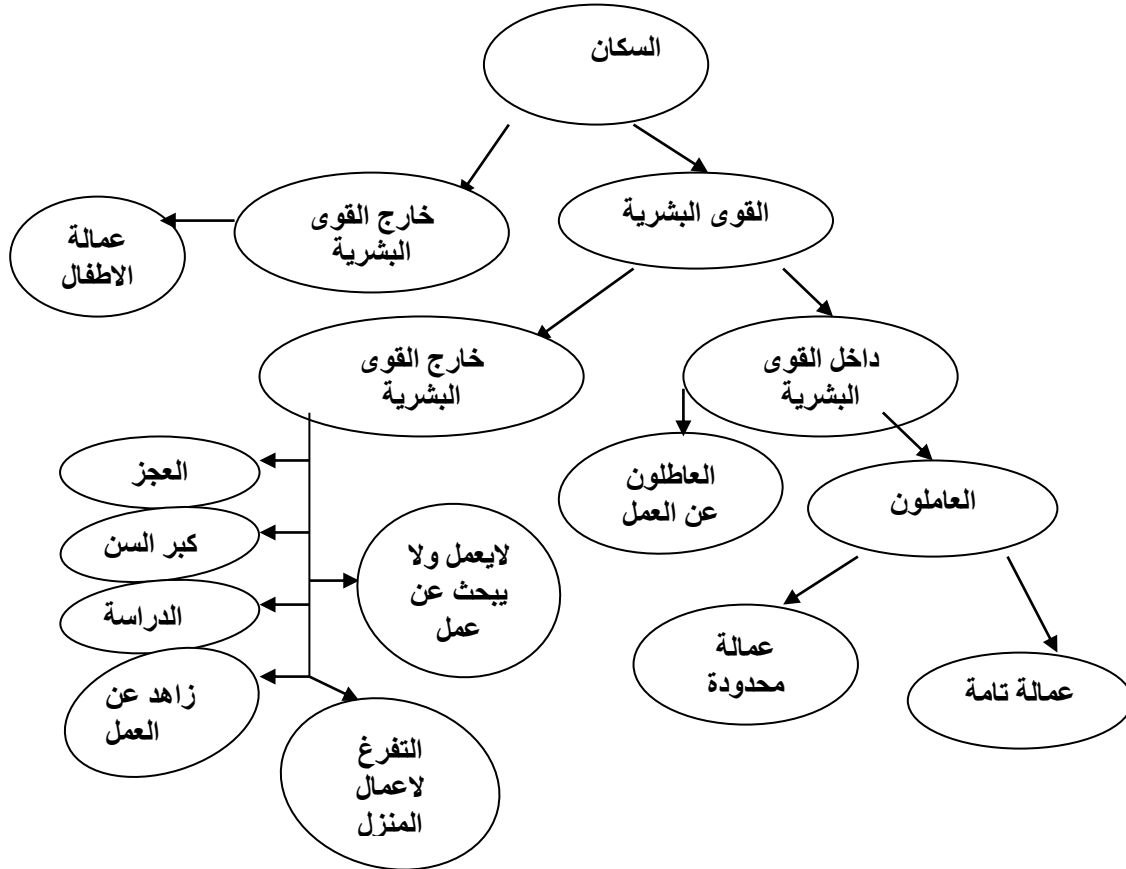 السكان
القوى البشرية
خارج القوى
البشرية
عمالة
الاطفال
داخل القوى
البشرية
خارج القوى
البشرية
العاطلون
عن العمل
العاملون
العجز
كبر السن
الدراسة
زاهد عن
العمل
لايعمل ولا
يبحث عن
عمل
التفرغ
لاعمال
المنزل
عمالة
محدودة
عمالة تامة